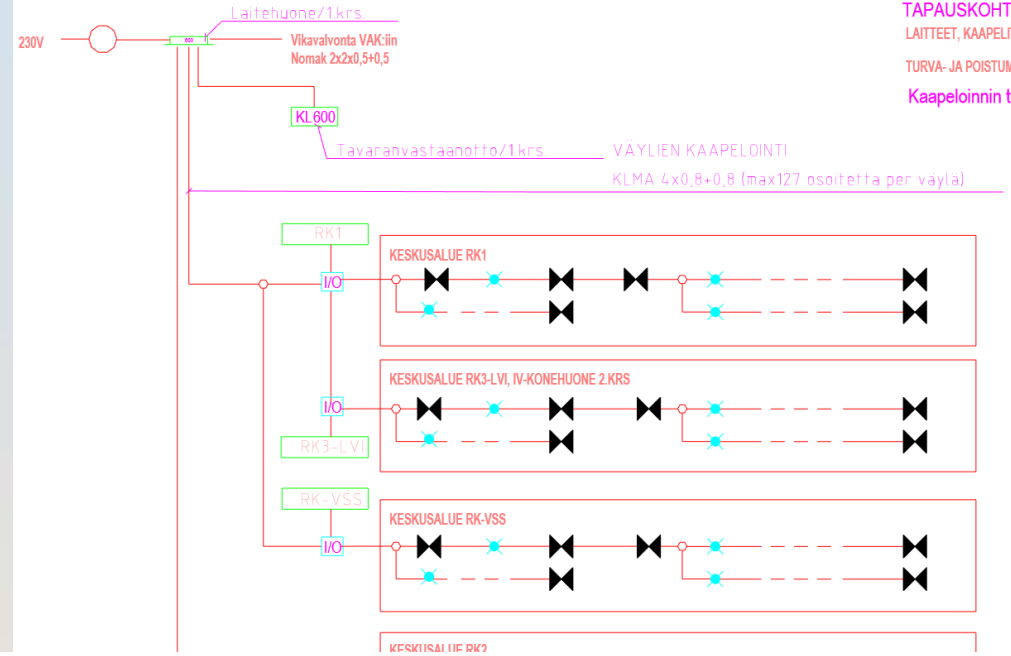 Laitehuone/1.krs.
TAPAUSKOHT
230V
600
Vikavalvonta VAK:iin
LAITTEET, KAAPELI
Nomak 2x2x0,5+0,5
TURVA- JA POISTUM
Kaapeloinnin t
KL600
Tavaranvastaanotto/1.krs.
VÄYLIEN KAAPELOINTI
KLMA 4x0,8+0,8 (max127 osoitetta per väylä)
RK1
KESKUSALUE RK1
I/O
KESKUSALUE RK3-LVI, IV-KONEHUONE 2.KRS
I/O
RK3-LVI
RK-VSS
KESKUSALUE RK-VSS
I/O
KESKUSALUE RK2